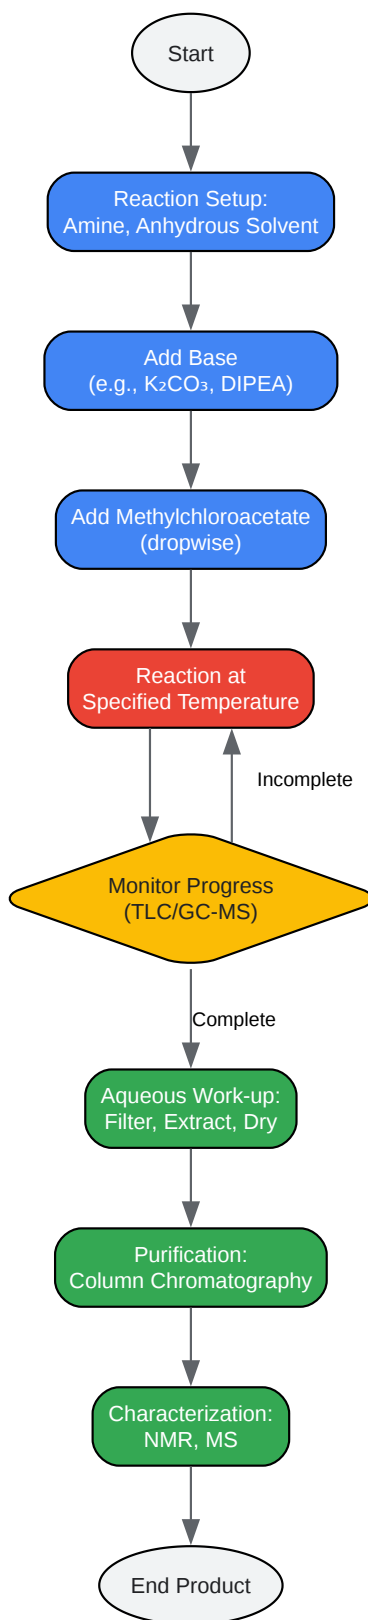 Start
Reaction Setup:
Amine, Anhydrous Solvent
Add Base
(e.g., K₂CO₃, DIPEA)
Add Methylchloroacetate
(dropwise)
Reaction at
Specified Temperature
Incomplete
Monitor Progress
(TLC/GC-MS)
Complete
Aqueous Work-up:
Filter, Extract, Dry
Purification:
Column Chromatography
Characterization:
NMR, MS
End Product